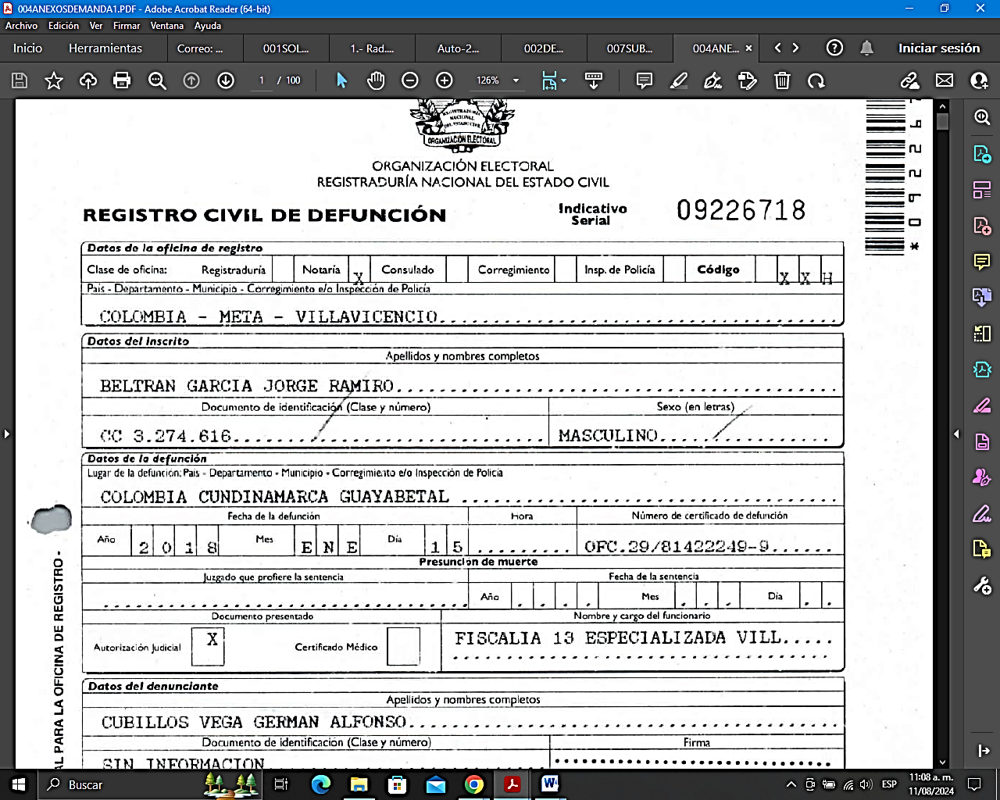 004ANEXOSDEMANDA1.PDF - Adobe Acrobat Reader (64-bit)
Archivo Edición Ver Firmar Ventana Ayuda
Inicio Herramientas Correo: ... 001SOL... 1.- Rad.... Auto-2... 002DE... 007SUB... 004ANE... × Iniciar sesión
1 / 100 126%
REGISTRADURÍA NACIONAL DEL ESTADO CIVIL
ORGANIZACIÓN ELECTORAL
ORGANIZACIÓN ELECTORAL
REGISTRADURÍA NACIONAL DEL ESTADO CIVIL
REGISTRO CIVIL DE DEFUNCIÓN Indicativo Serial 09226718
Datos de la oficina de registro
Clase de oficina: Registraduría Notaría X Consulado Corregimiento Insp. de Policía Código X X H
País - Departamento - Municipio - Corregimiento e/o Inspección de Policía
COLOMBIA - META - VILLAVICENCIO
Datos del inscrito
Apellidos y nombres completos
BELTRAN GARCIA JORGE RAMIRO
Documento de identificación (Clase y número) Sexo (en letras)
CC 3.274.616 MASCULINO
Datos de la defunción
Lugar de la defunción: País - Departamento - Municipio - Corregimiento e/o Inspección de Policía
COLOMBIA CUNDINAMARCA GUAYABETAL
Fecha de la defunción Hora Número de certificado de defunción
Año 2 0 1 8 Mes E N E Día 1 5 OFC.29/81422249-9
Presunción de muerte
Juzgado que profiere la sentencia Fecha de la sentencia
Año Mes Día
Documento presentado Nombre y cargo del funcionario
Autorización Judicial X Certificado Médico FISCALIA 13 ESPECIALIZADA VILL
Datos del denunciante
Apellidos y nombres completos
CUBILLOS VEGA GERMAN ALFONSO
Documento de identificación (Clase y número) Firma
SIN INFORMACION
AL PARA LA OFICINA DE REGISTRO -
Buscar
ESP
11:08 a. m.
11/08/2024